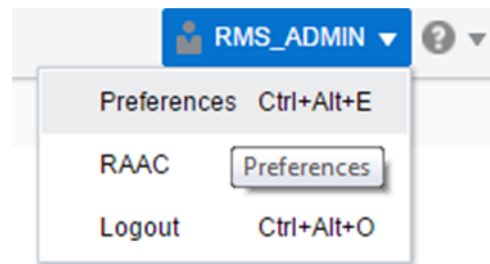 RMS_ADMIN
Preferences Ctrl+Alt+E
RAAC Preferences
Logout Ctrl+Alt+O